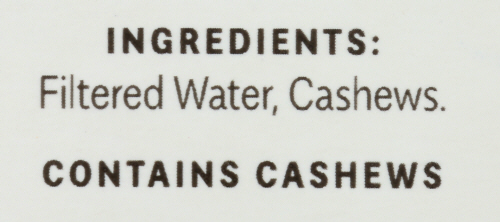 INGREDIENTS:
Filtered Water, Cashews.
CONTAINS CASHEWS